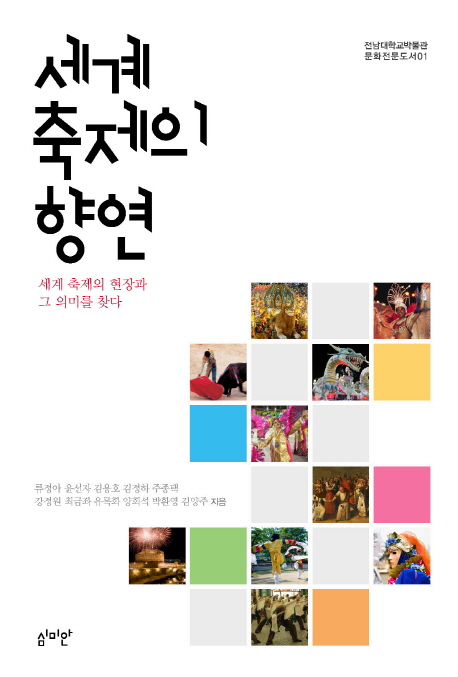 전남대학교박물관
문화전문도서01
세계
축제의
향연
세계 축제의 현장과
그 의미를 찾다
류정아 윤선자 김용호 김정하 주종택
강정원 최금좌 유목화 양회석 박환영 김양주 지음
심미안